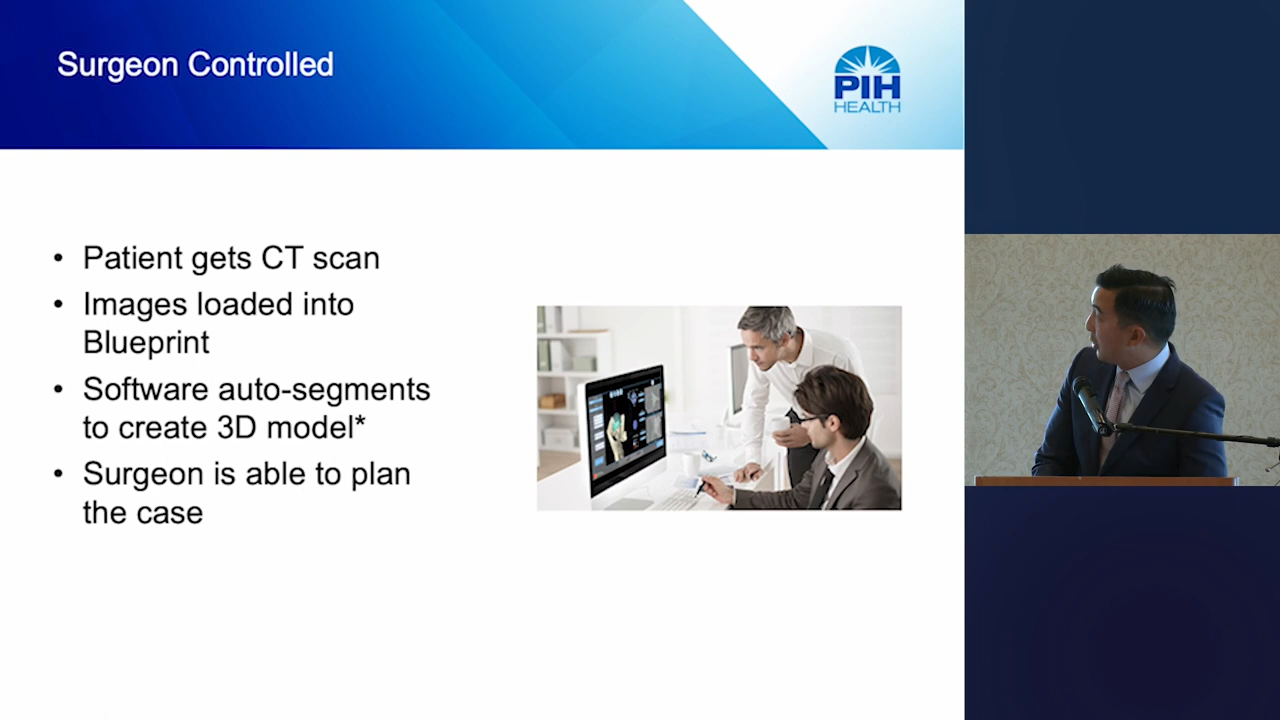 Surgeon Controlled
PIH
HEALTH
• Patient gets CT scan
• Images loaded into
Blueprint
• Software auto-segments
to create 3D model*
• Surgeon is able to plan
the case